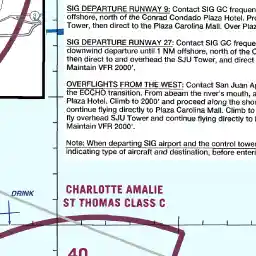 SIG DEPARTURE RUNWAY 9: Contact SIG GC freque
offshore, north of the Conrad Condado Plaza Hotel. Pro
Tower, then direct to the Plaza Carolina Mall. Over Plaz
SIG DEPARTURE RUNWAY 27: Contact SIG GC freque
downwind departure until 1 NM offshore, north of the C
then direct to and overhead the SJU Tower, and direct
Maintain VFR 2000'.
OVERFLIGHTS FROM THE WEST: Contact San Juan Ap
the ECCHO transition. From abeam the river's mouth, a
Plaza Hotel. Climb to 2000' and proceed along the shor
continue flying directly to Plaza Carolina Mall. Climb to
fly overhead SJU Tower and continue flying directly to P
Maintain VFR 2000'.
Note: When departing SIG airport and the control tower
indicating type of aircraft and destination, before enteri
CHARLOTTE AMALIE
ST THOMAS CLASS C
DRINK
40